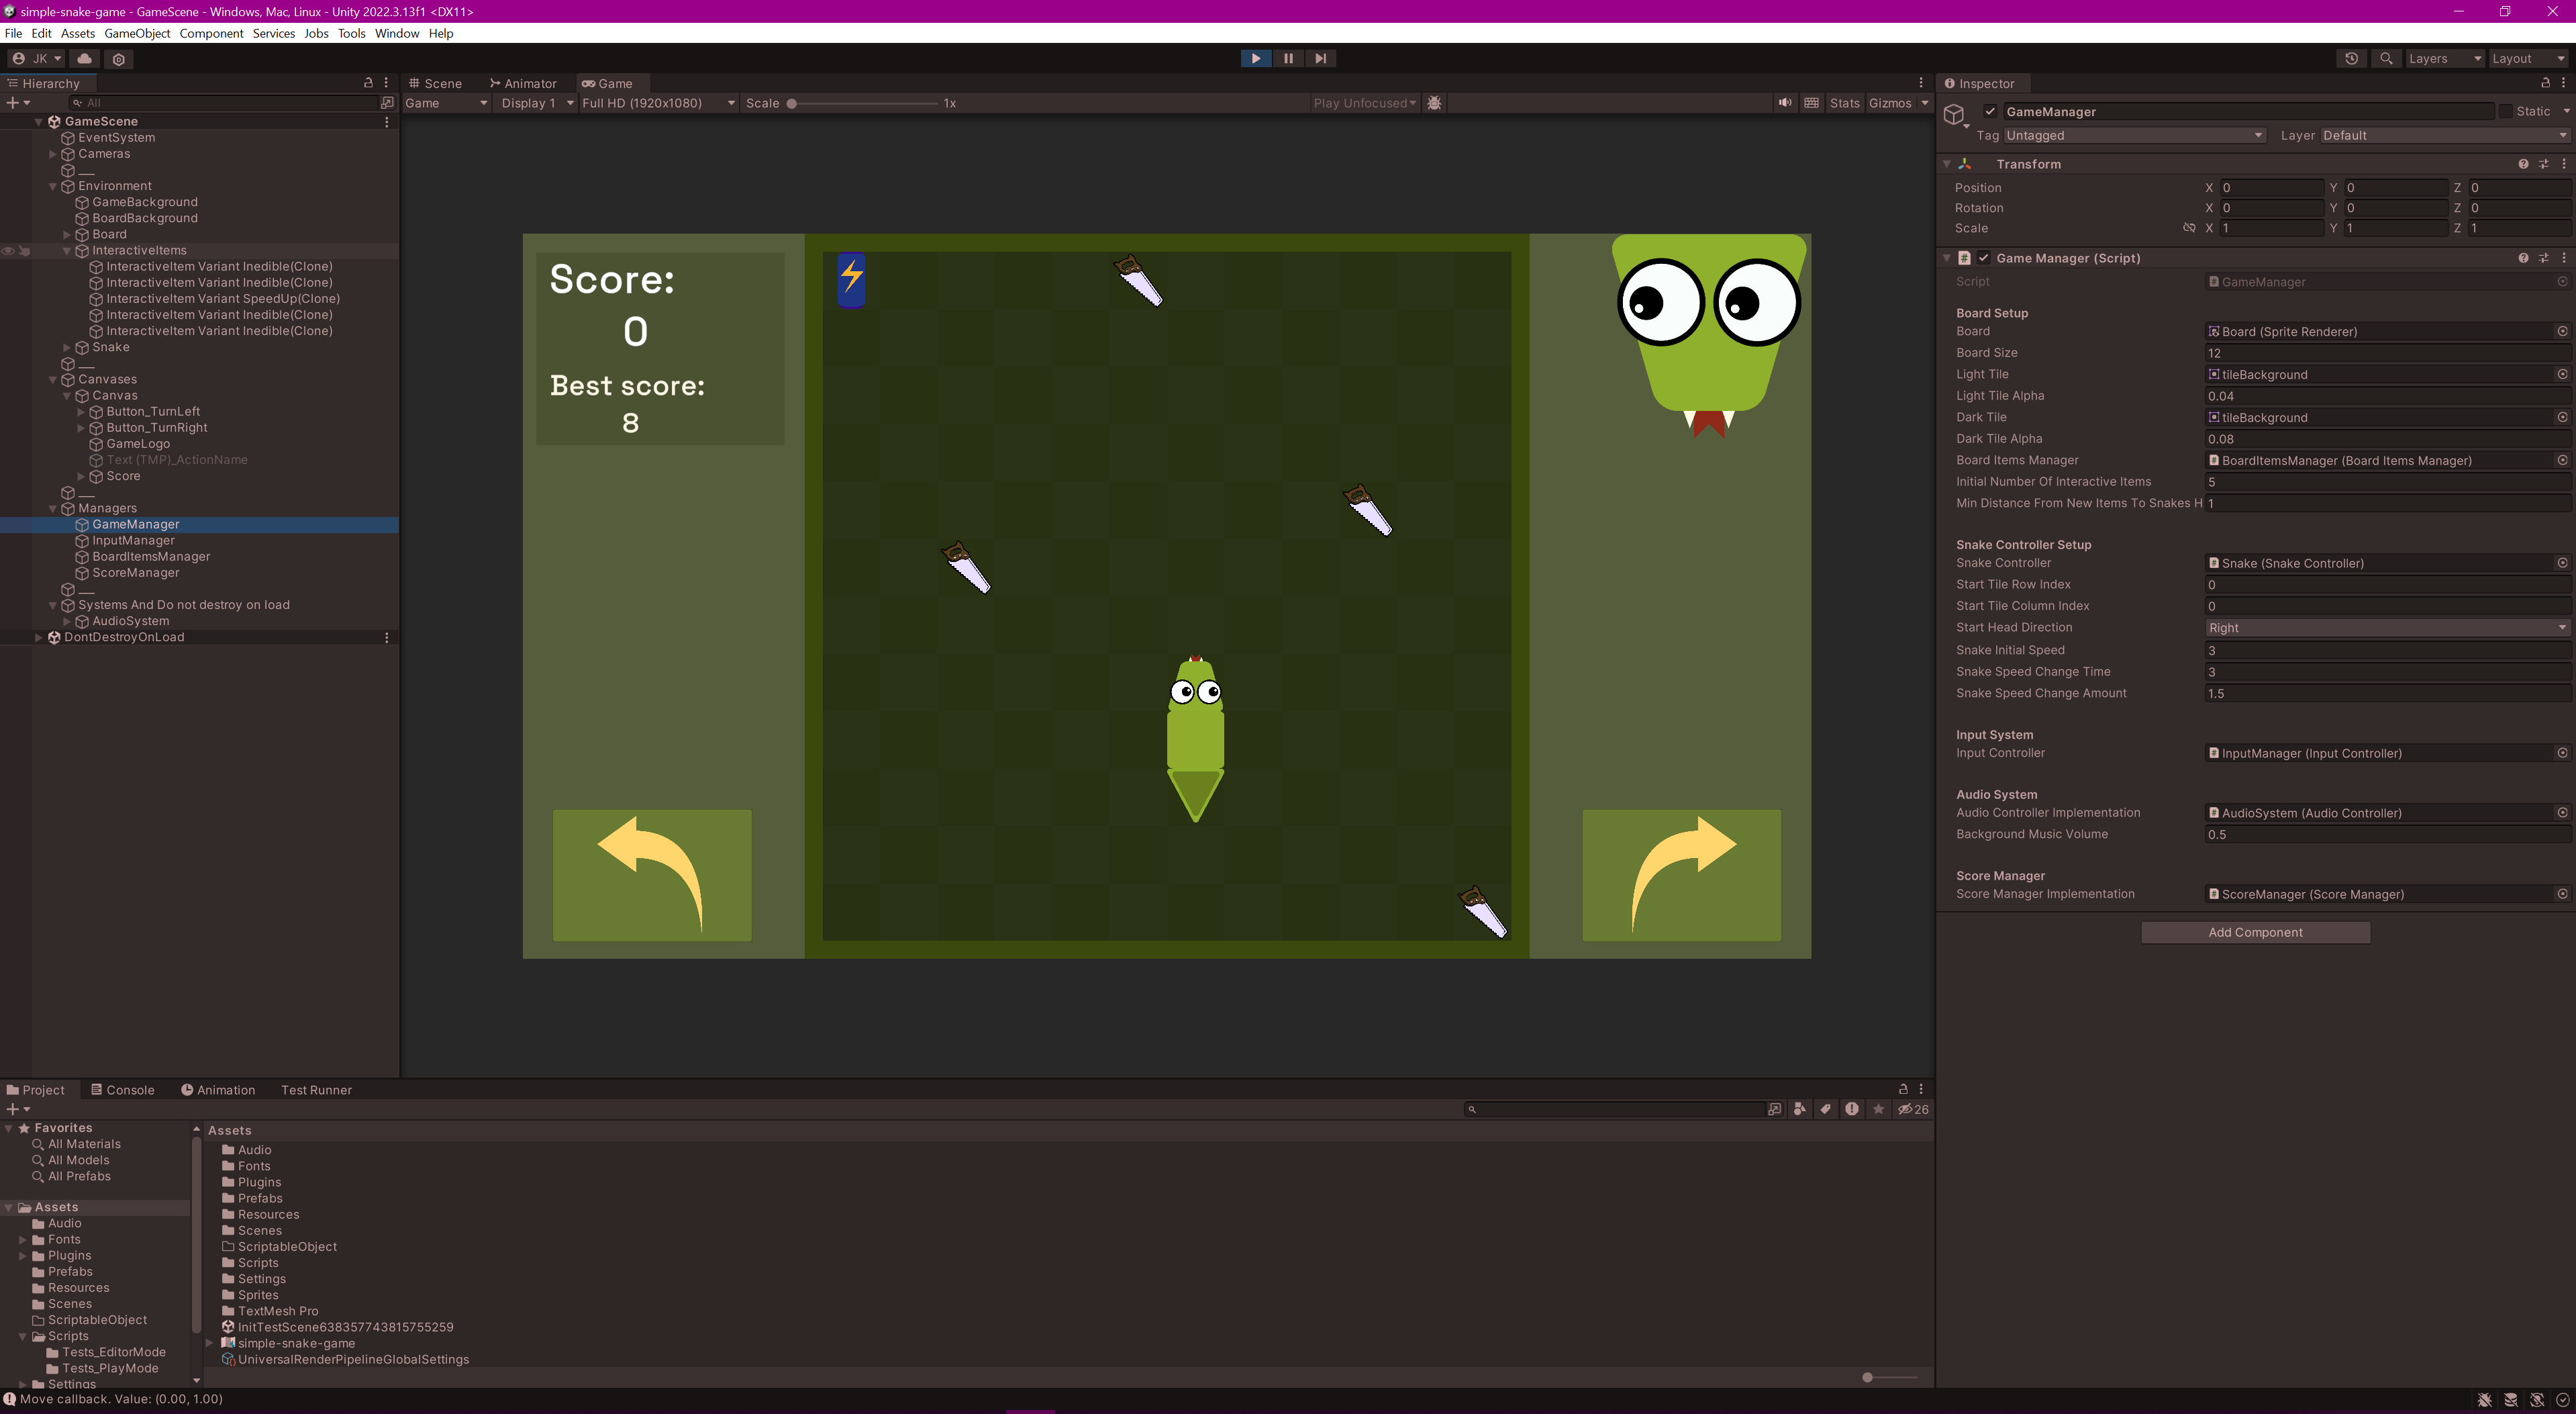 simple-snake-game - GameScene - Windows, Mac, Linux - Unity 2022.3.13f1 <DX11>
File Edit Assets GameObject Component Services Jobs Tools Window Help
JK
Layers Layout
Hierarchy
All
GameScene
EventSystem
Cameras
__
Environment
GameBackground
BoardBackground
Board
InteractiveItems
InteractiveItem Variant Inedible(Clone)
InteractiveItem Variant Inedible(Clone)
InteractiveItem Variant SpeedUp(Clone)
InteractiveItem Variant Inedible(Clone)
InteractiveItem Variant Inedible(Clone)
Snake
__
Canvases
Canvas
Button_TurnLeft
Button_TurnRight
GameLogo
Text (TMP)_ActionName
Score
__
Managers
GameManager
InputManager
BoardItemsManager
ScoreManager
__
Systems And Do not destroy on load
AudioSystem
DontDestroyOnLoad
Scene Animator Game
Game Display 1 Full HD (1920x1080) Scale 1x Play Unfocused Stats Gizmos
Score:
0
Best score:
8
Inspector
GameManager Static
Tag Untagged Layer Default
Transform
Position X 0 Y 0 Z 0
Rotation X 0 Y 0 Z 0
Scale X 1 Y 1 Z 1
# Game Manager (Script)
Script GameManager
Board Setup
Board Board (Sprite Renderer)
Board Size 12
Light Tile tileBackground
Light Tile Alpha 0.04
Dark Tile tileBackground
Dark Tile Alpha 0.08
Board Items Manager BoardItemsManager (Board Items Manager)
Initial Number Of Interactive Items 5
Min Distance From New Items To Snakes H 1
Snake Controller Setup
Snake Controller Snake (Snake Controller)
Start Tile Row Index 0
Start Tile Column Index 0
Start Head Direction Right
Snake Initial Speed 3
Snake Speed Change Time 3
Snake Speed Change Amount 1.5
Input System
Input Controller InputManager (Input Controller)
Audio System
Audio Controller Implementation AudioSystem (Audio Controller)
Background Music Volume 0.5
Score Manager
Score Manager Implementation ScoreManager (Score Manager)
Add Component
Project Console Animation Test Runner
26
Favorites
All Materials
All Models
All Prefabs
Assets
Audio
Fonts
Plugins
Prefabs
Resources
Scenes
ScriptableObject
Scripts
Tests_EditorMode
Tests_PlayMode
Settings
Assets
Audio
Fonts
Plugins
Prefabs
Resources
Scenes
ScriptableObject
Scripts
Settings
Sprites
TextMesh Pro
InitTestScene638357743815755259
simple-snake-game
UniversalRenderPipelineGlobalSettings
Move callback. Value: (0.00, 1.00)